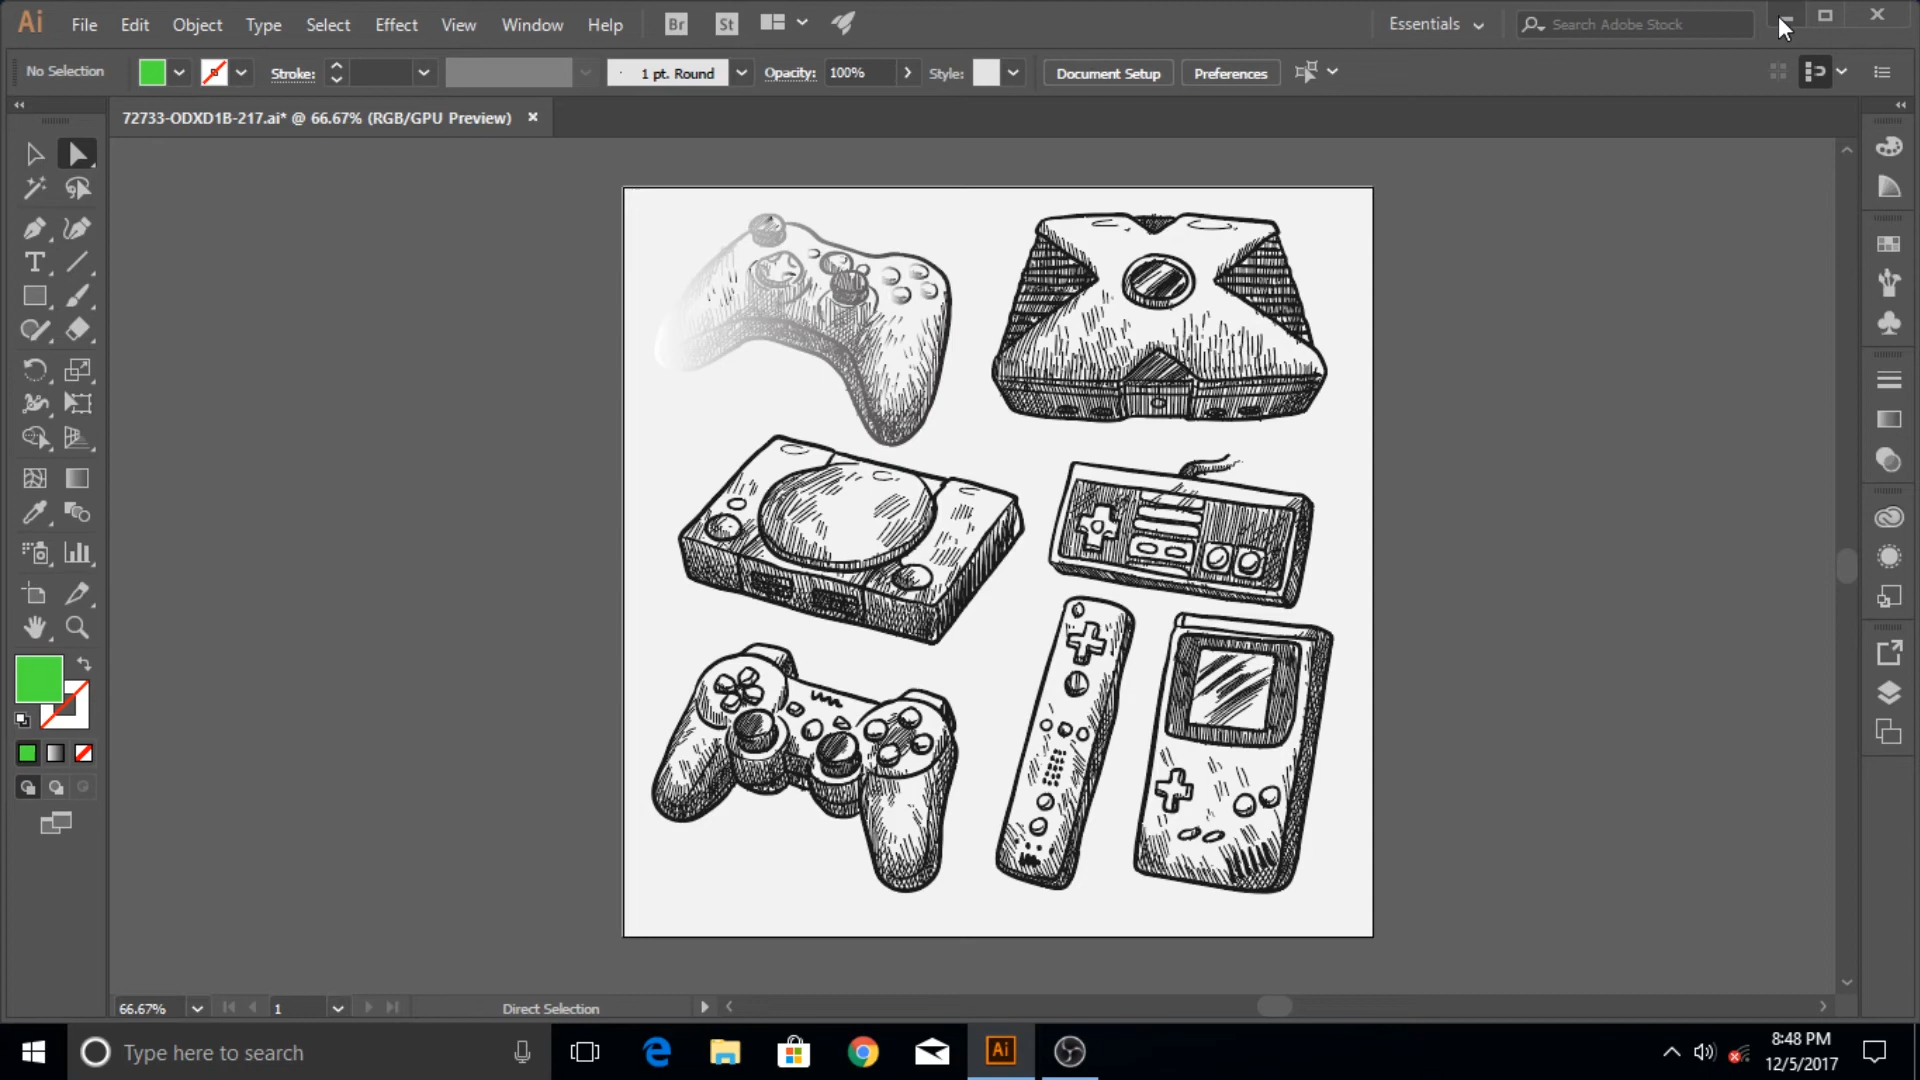 Ai File Edit Object Type Select Effect View Window Help Br St Essentials Search Adobe Stock
No Selection Stroke: 1 pt. Round Opacity: 100% Style: Document Setup Preferences
72733-ODXD1B-217.ai* @ 66.67% (RGB/GPU Preview)
66.67% 1 Direct Selection
Type here to search Ai 8:48 PM
12/5/2017